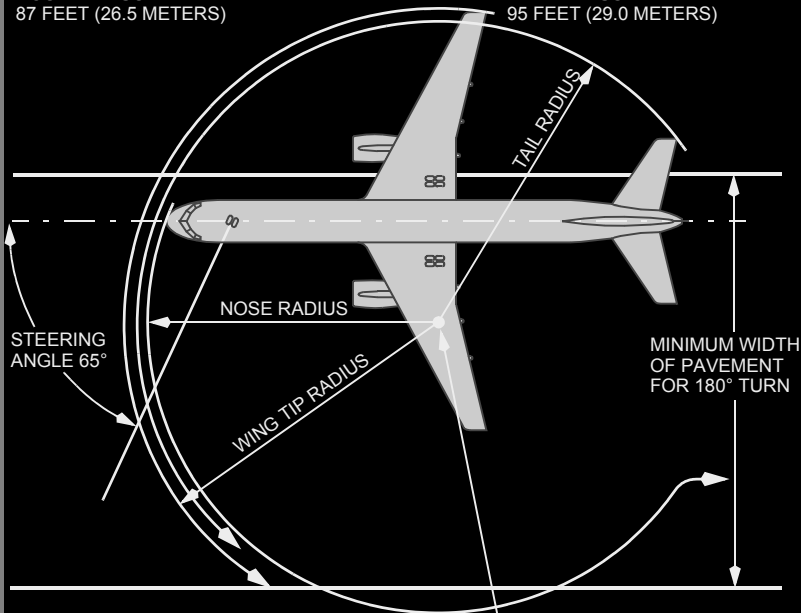 87 FEET (26.5 METERS)
95 FEET (29.0 METERS)
TAIL RADIUS
NOSE RADIUS
STEERING
ANGLE 65°
WING TIP RADIUS
MINIMUM WIDTH
OF PAVEMENT
FOR 180° TURN